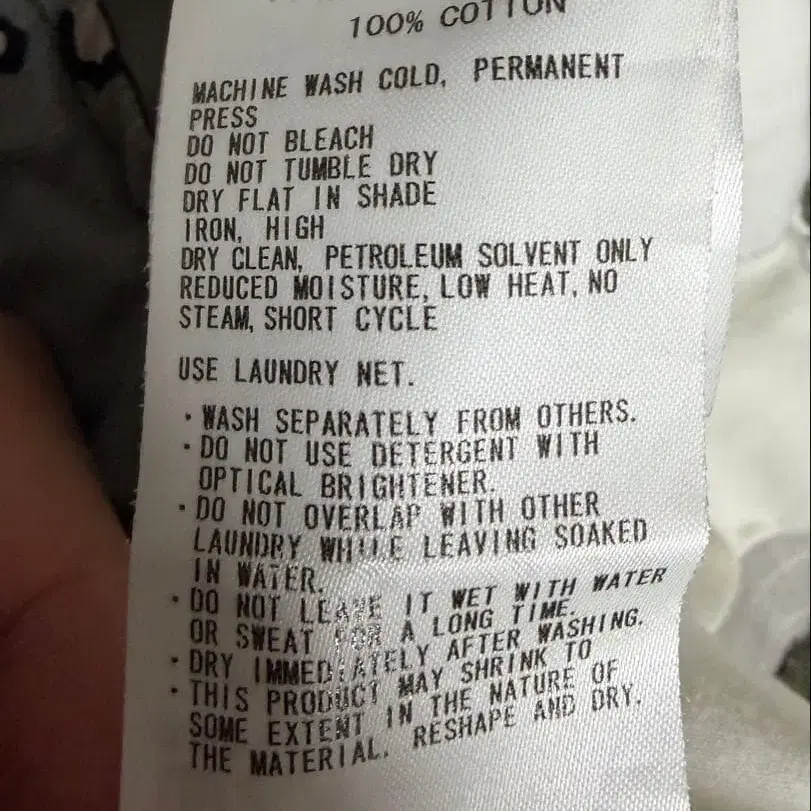 100% COTTON
MACHINE WASH COLD, PERMANENT
PRESS
DO NOT BLEACH
DO NOT TUMBLE DRY
DRY FLAT IN SHADE
IRON, HIGH
DRY CLEAN, PETROLEUM SOLVENT ONLY
REDUCED MOISTURE, LOW HEAT, NO
STEAM, SHORT CYCLE
USE LAUNDRY NET.
・WASH SEPARATELY FROM OTHERS.
・DO NOT USE DETERGENT WITH
OPTICAL BRIGHTENER.
・DO NOT OVERLAP WITH OTHER
LAUNDRY WHILE LEAVING SOAKED
IN WATER.
・DO NOT LEAVE IT WET WITH WATER
OR SWEAT FOR A LONG TIME.
・DRY IMMEDIATELY AFTER WASHING.
・THIS PRODUCT MAY SHRINK TO
SOME EXTENT IN THE NATURE OF
THE MATERIAL. RESHAPE AND DRY.